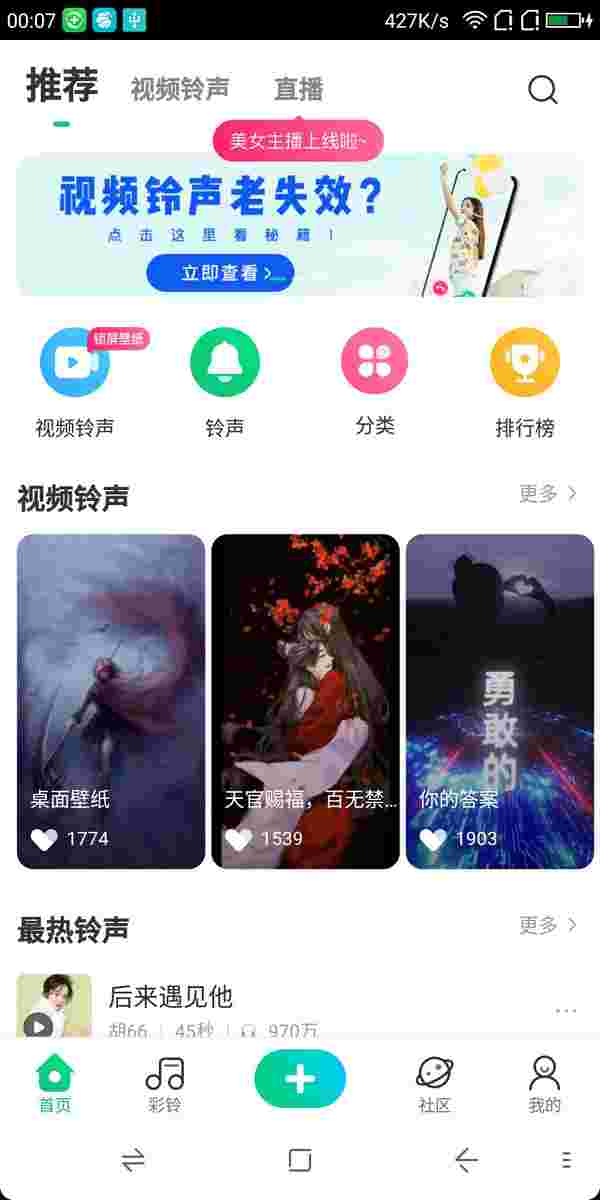 00:07 427K/s
推荐 视频铃声 直播
美女主播上线啦~
视频铃声老失效?
点击这里看秘籍!
立即查看
锁屏壁纸
视频铃声 铃声 分类 排行榜
视频铃声 更多
勇敢的
桌面壁纸 天官赐福，百无禁... 你的答案
1774 1539 1903
最热铃声 更多
后来遇见他
胡66 45秒 970万
首页 彩铃 社区 我的